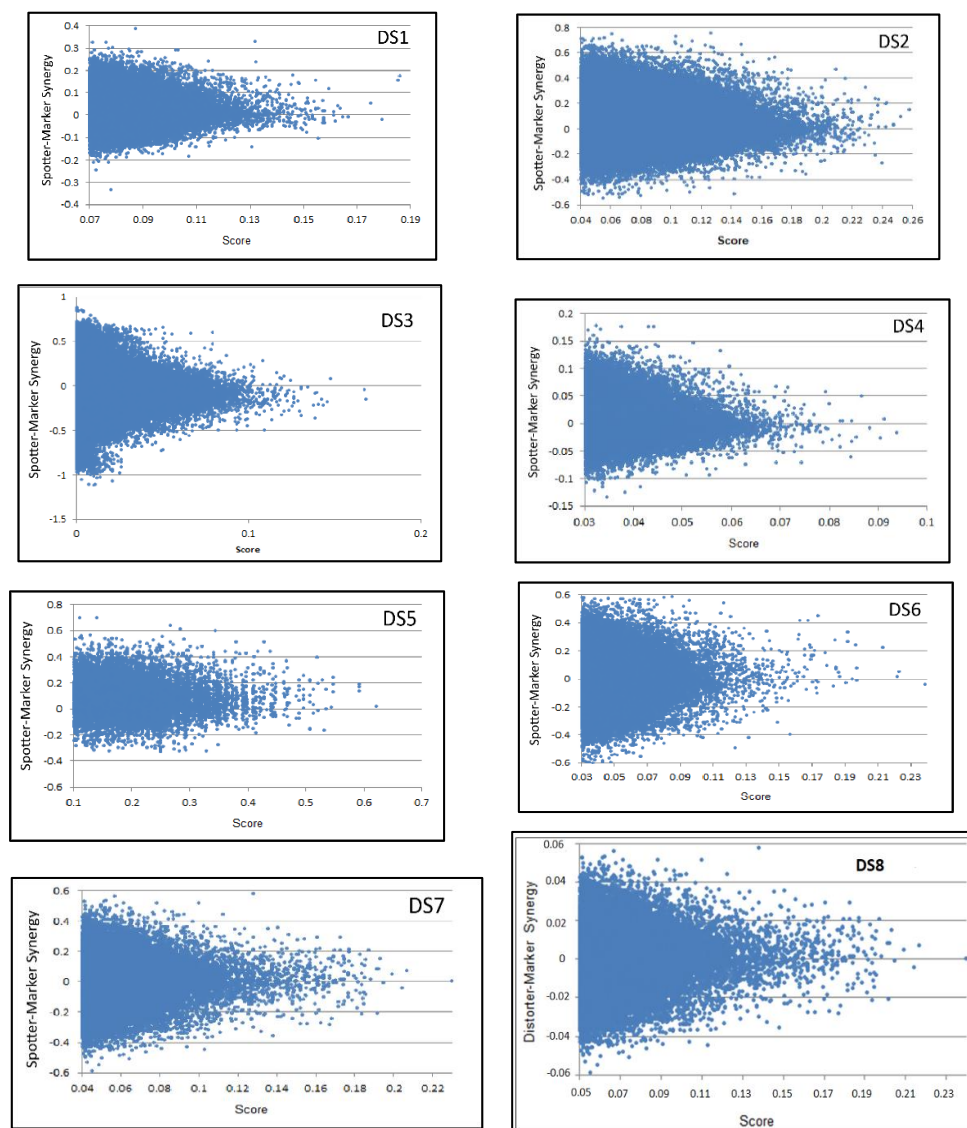 DS1
Spotter-Marker Synergy
0.4
0.3
0.2
0.1
0
-0.1
-0.2
-0.3
-0.4
0.07 0.09 0.11 0.13 0.15 0.17 0.19
Score
DS2
Spotter-Marker Synergy
0.8
0.6
0.4
0.2
0
-0.2
-0.4
-0.6
0.04 0.06 0.08 0.1 0.12 0.14 0.16 0.18 0.2 0.22 0.24 0.26
Score
DS3
Spotter-Marker Synergy
1
0.5
0
-0.5
-1
-1.5
0 0.1 0.2
Score
DS4
Spotter-Marker Synergy
0.2
0.15
0.1
0.05
0
-0.05
-0.1
-0.15
0.03 0.04 0.05 0.06 0.07 0.08 0.09 0.1
Score
DS5
Spotter-Marker Synergy
0.8
0.6
0.4
0.2
0
-0.2
-0.4
-0.6
0.1 0.2 0.3 0.4 0.5 0.6 0.7
Score
DS6
Spotter-Marker Synergy
0.6
0.4
0.2
0
-0.2
-0.4
-0.6
0.03 0.05 0.07 0.09 0.11 0.13 0.15 0.17 0.19 0.21 0.23
Score
DS7
Spotter-Marker Synergy
0.6
0.4
0.2
0
-0.2
-0.4
-0.6
0.04 0.06 0.08 0.1 0.12 0.14 0.16 0.18 0.2 0.22
Score
DS8
Distorter-Marker Synergy
0.06
0.04
0.02
0
-0.02
-0.04
-0.06
0.05 0.07 0.09 0.11 0.13 0.15 0.17 0.19 0.21 0.23
Score